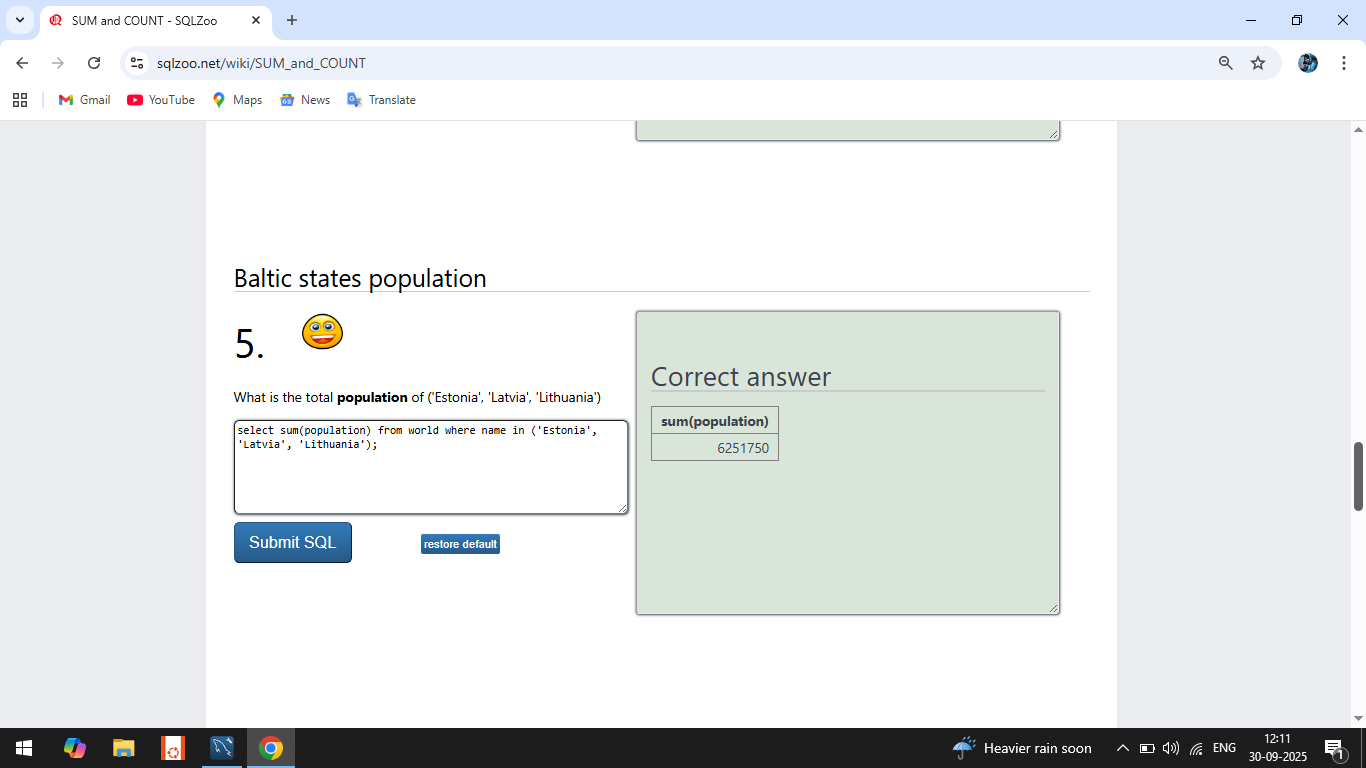 SUM and COUNT - SQLZoo
sqlzoo.net/wiki/SUM_and_COUNT
Gmail YouTube Maps News Translate
Baltic states population
5.
What is the total population of ('Estonia', 'Latvia', 'Lithuania')
select sum(population) from world where name in ('Estonia',
'Latvia', 'Lithuania');
Submit SQL
restore default
Correct answer
sum(population)
6251750
Heavier rain soon
ENG
12:11
30-09-2025
1